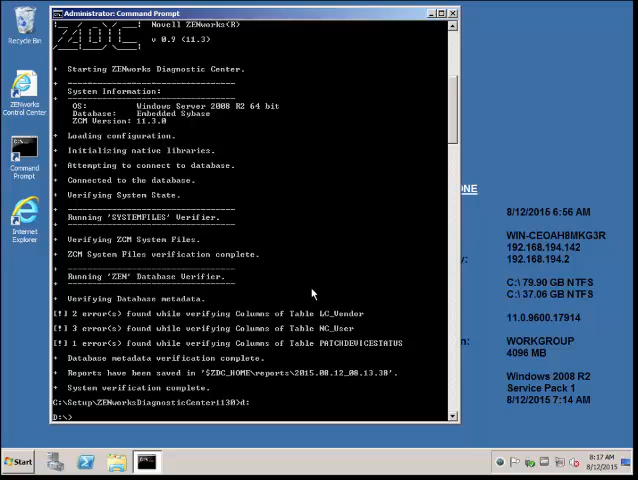 Recycle Bin
ZENworks
Control Center
Command
Prompt
Internet
Explorer
Administrator: Command Prompt
Novell ZENworks(R)
v 0.9 (11.3)
+ Starting ZENworks Diagnostic Center.
+ System Information:
OS: Windows Server 2008 R2 64 bit
Database: Embedded Sybase
ZCM Version: 11.3.0
+ Loading configuration.
+ Initializing native libraries.
+ Attempting to connect to database.
+ Connected to the database.
+ Verifying System State.
+ Running 'SYSTEMFILES' Verifier.
+ Verifying ZCM System Files.
+ ZCM System Files verification complete.
+ Running 'ZEN' Database Verifier.
+ Verifying Database metadata.
[!] 2 error(s) found while verifying Columns of Table LC_Vendor
[!] 3 error(s) found while verifying Columns of Table NC_User
[!] 1 error(s) found while verifying Columns of Table PATCHDEVICESTATUS
+ Database metadata verification complete.
+ Reports have been saved in '$ZDC_HOME\reports\2015.08.12_08.13.38'.
+ System verification complete.
C:\Setup\ZENworksDiagnosticCenter1130>d:
D:\>
ONE
8/12/2015 6:56 AM
WIN-CEOAH8MKG3R
192.168.194.142
y: 192.168.194.2
C:\ 79.90 GB NTFS
C:\ 37.06 GB NTFS
11.0.9600.17914
n: WORKGROUP
4096 MB
Windows 2008 R2
Service Pack 1
8/12/2015 7:14 AM
Start
8:17 AM
8/12/2015